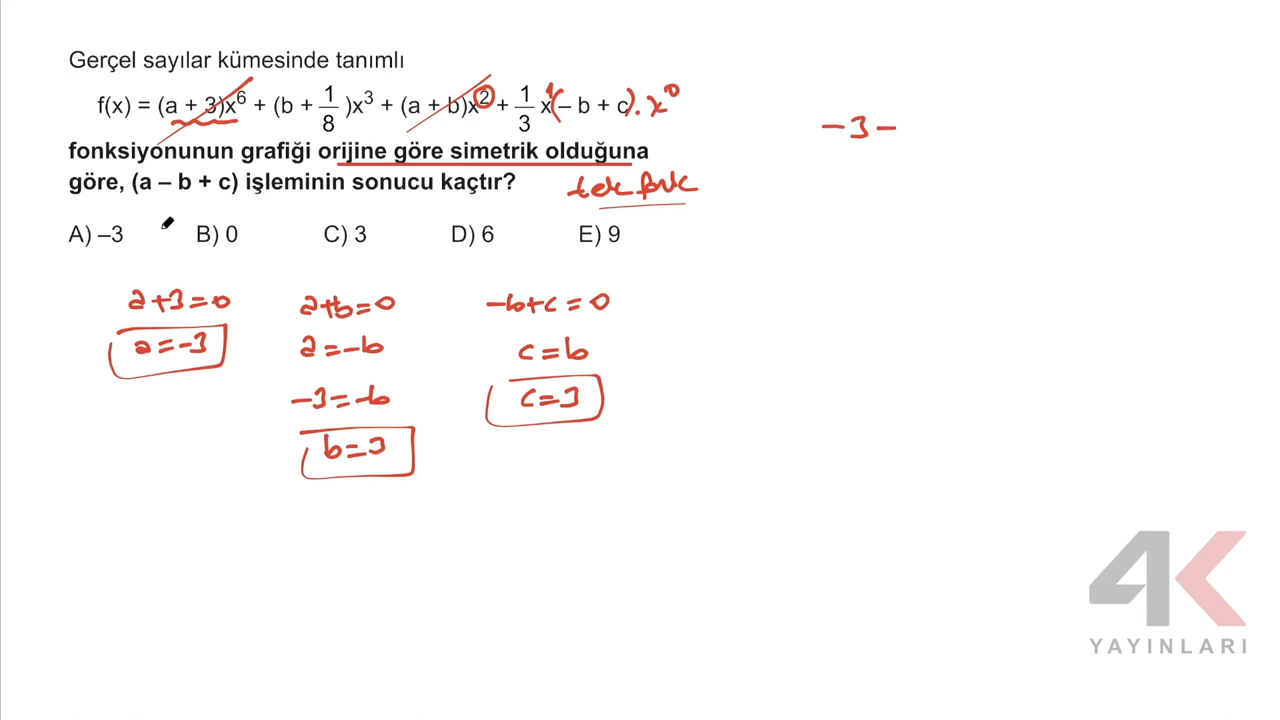 Gerçel sayılar kümesinde tanımlı
f(x) = (a + 3)x⁶ + (b + 1/8 )x³ + (a + b)x² + 1/3 x¹(– b + c).x⁰
fonksiyonunun grafiği orijine göre simetrik olduğuna
göre, (a – b + c) işleminin sonucu kaçtır?
tek fonk
A) –3 B) 0 C) 3 D) 6 E) 9
-3-
a+3=0
a=-3
a+b=0
a=-b
-3=-b
b=3
-b+c=0
c=b
c=3
4K
YAYINLARI